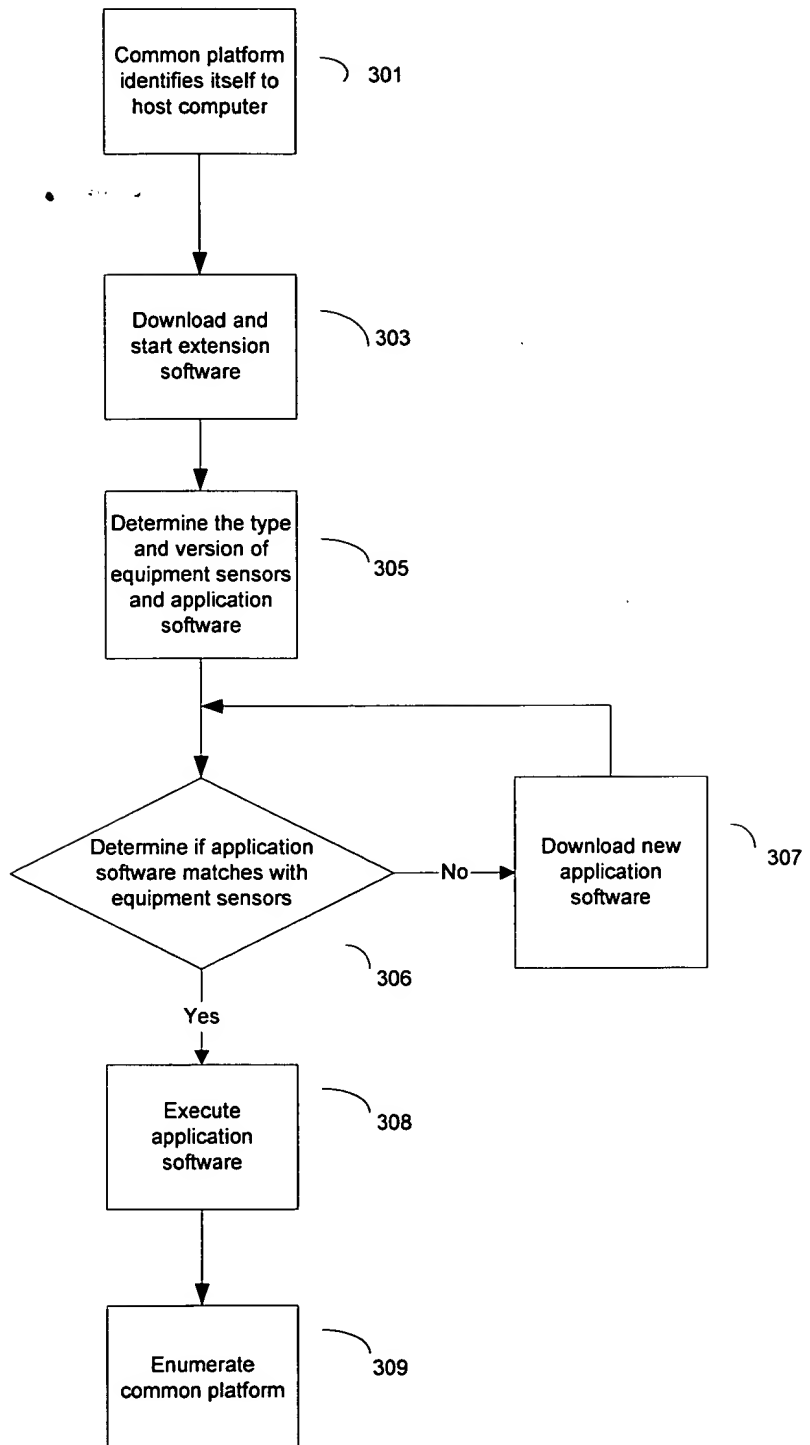 Common platform
identifies itself to
host computer
301
Download and
start extension
software
303
Determine the type
and version of
equipment sensors
and application
software
305
Determine if application
software matches with
equipment sensors
306
No
Download new
application
software
307
Yes
Execute
application
software
308
Enumerate
common platform
309